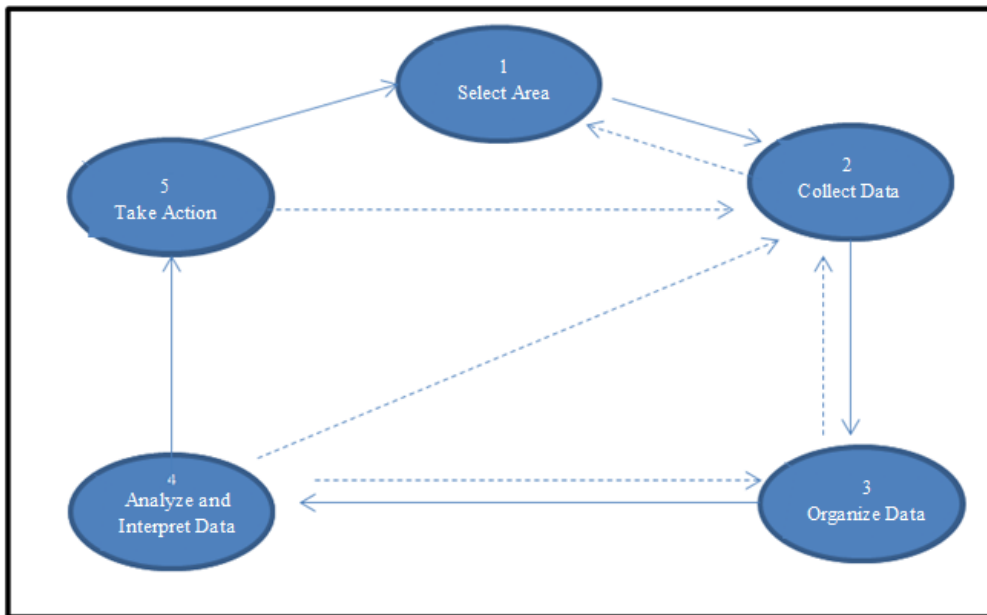 1
Select Area
2
Collect Data
3
Organize Data
4
Analyze and
Interpret Data
5
Take Action